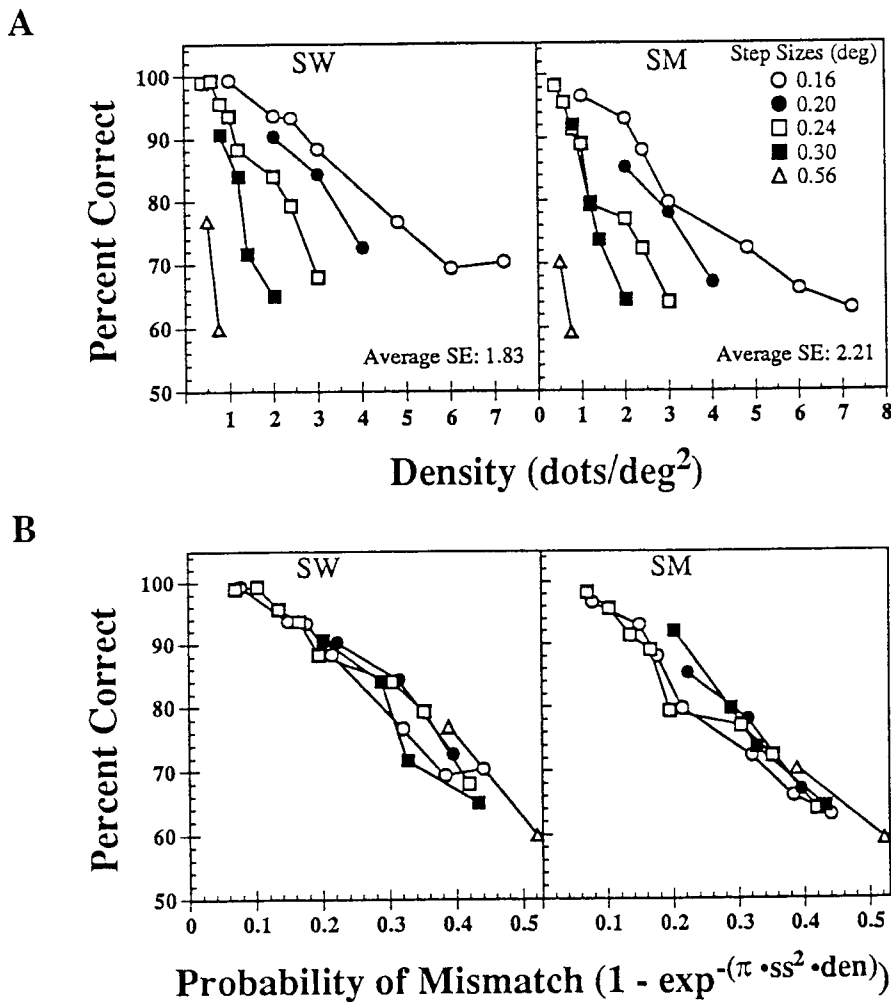 A
SW
SM
Step Sizes (deg)
0.16
0.20
0.24
0.30
0.56
100
90
80
70
60
50
Percent Correct
Average SE: 1.83
Average SE: 2.21
1 2 3 4 5 6 7
0 1 2 3 4 5 6 7 8
Density (dots/deg²)
B
SW
SM
100
90
80
70
60
50
Percent Correct
0 0.1 0.2 0.3 0.4 0.5
0.1 0.2 0.3 0.4 0.5
Probability of Mismatch (1 - exp^-(π •ss² •den))